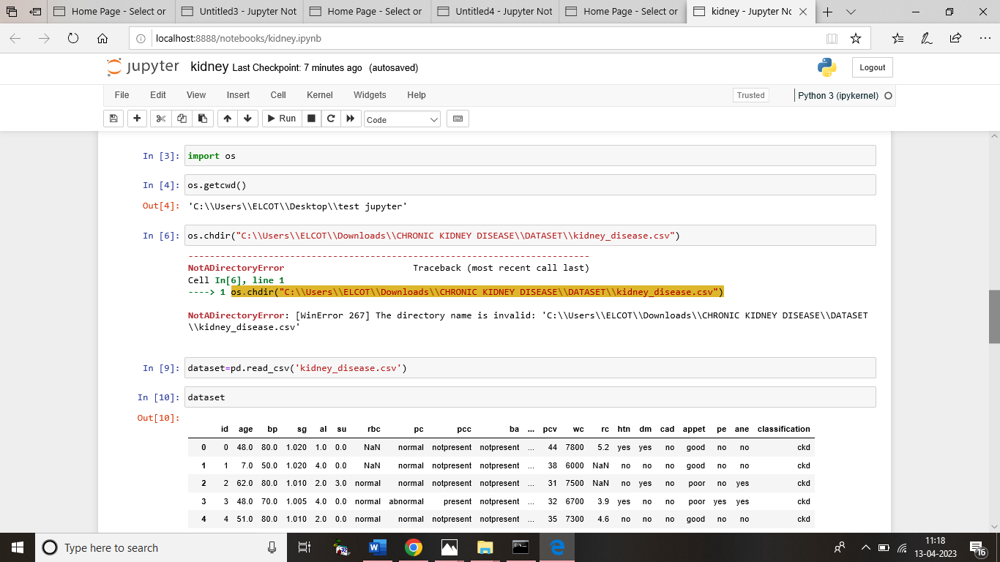 Home Page - Select or
Untitled3 - Jupyter Not
Home Page - Select or
Untitled4 - Jupyter Not
Home Page - Select or
kidney - Jupyter No
localhost:8888/notebooks/kidney.ipynb
jupyter kidney Last Checkpoint: 7 minutes ago (autosaved)
Logout
File Edit View Insert Cell Kernel Widgets Help
Trusted
Python 3 (ipykernel)
Run
Code
In [3]: import os
In [4]: os.getcwd()
Out[4]: 'C:\\Users\\ELCOT\\Desktop\\test jupyter'
In [6]: os.chdir("C:\\Users\\ELCOT\\Downloads\\CHRONIC KIDNEY DISEASE\\DATASET\\kidney_disease.csv")
---------------------------------------------------------------------------
NotADirectoryError Traceback (most recent call last)
Cell In[6], line 1
----> 1 os.chdir("C:\\Users\\ELCOT\\Downloads\\CHRONIC KIDNEY DISEASE\\DATASET\\kidney_disease.csv")
NotADirectoryError: [WinError 267] The directory name is invalid: 'C:\\Users\\ELCOT\\Downloads\\CHRONIC KIDNEY DISEASE\\DATASET
\\kidney_disease.csv'
In [9]: dataset=pd.read_csv('kidney_disease.csv')
In [10]: dataset
Out[10]:
id age bp sg al su rbc pc pcc ba ... pcv wc rc htn dm cad appet pe ane classification
0 0 48.0 80.0 1.020 1.0 0.0 NaN normal notpresent notpresent ... 44 7800 5.2 yes yes no good no no ckd
1 1 7.0 50.0 1.020 4.0 0.0 NaN normal notpresent notpresent ... 38 6000 NaN no no no good no no ckd
2 2 62.0 80.0 1.010 2.0 3.0 normal normal notpresent notpresent ... 31 7500 NaN no yes no poor no yes ckd
3 3 48.0 70.0 1.005 4.0 0.0 normal abnormal present notpresent ... 32 6700 3.9 yes no no poor yes yes ckd
4 4 51.0 80.0 1.010 2.0 0.0 normal normal notpresent notpresent ... 35 7300 4.6 no no no good no no ckd
Type here to search
11:18
13-04-2023
16